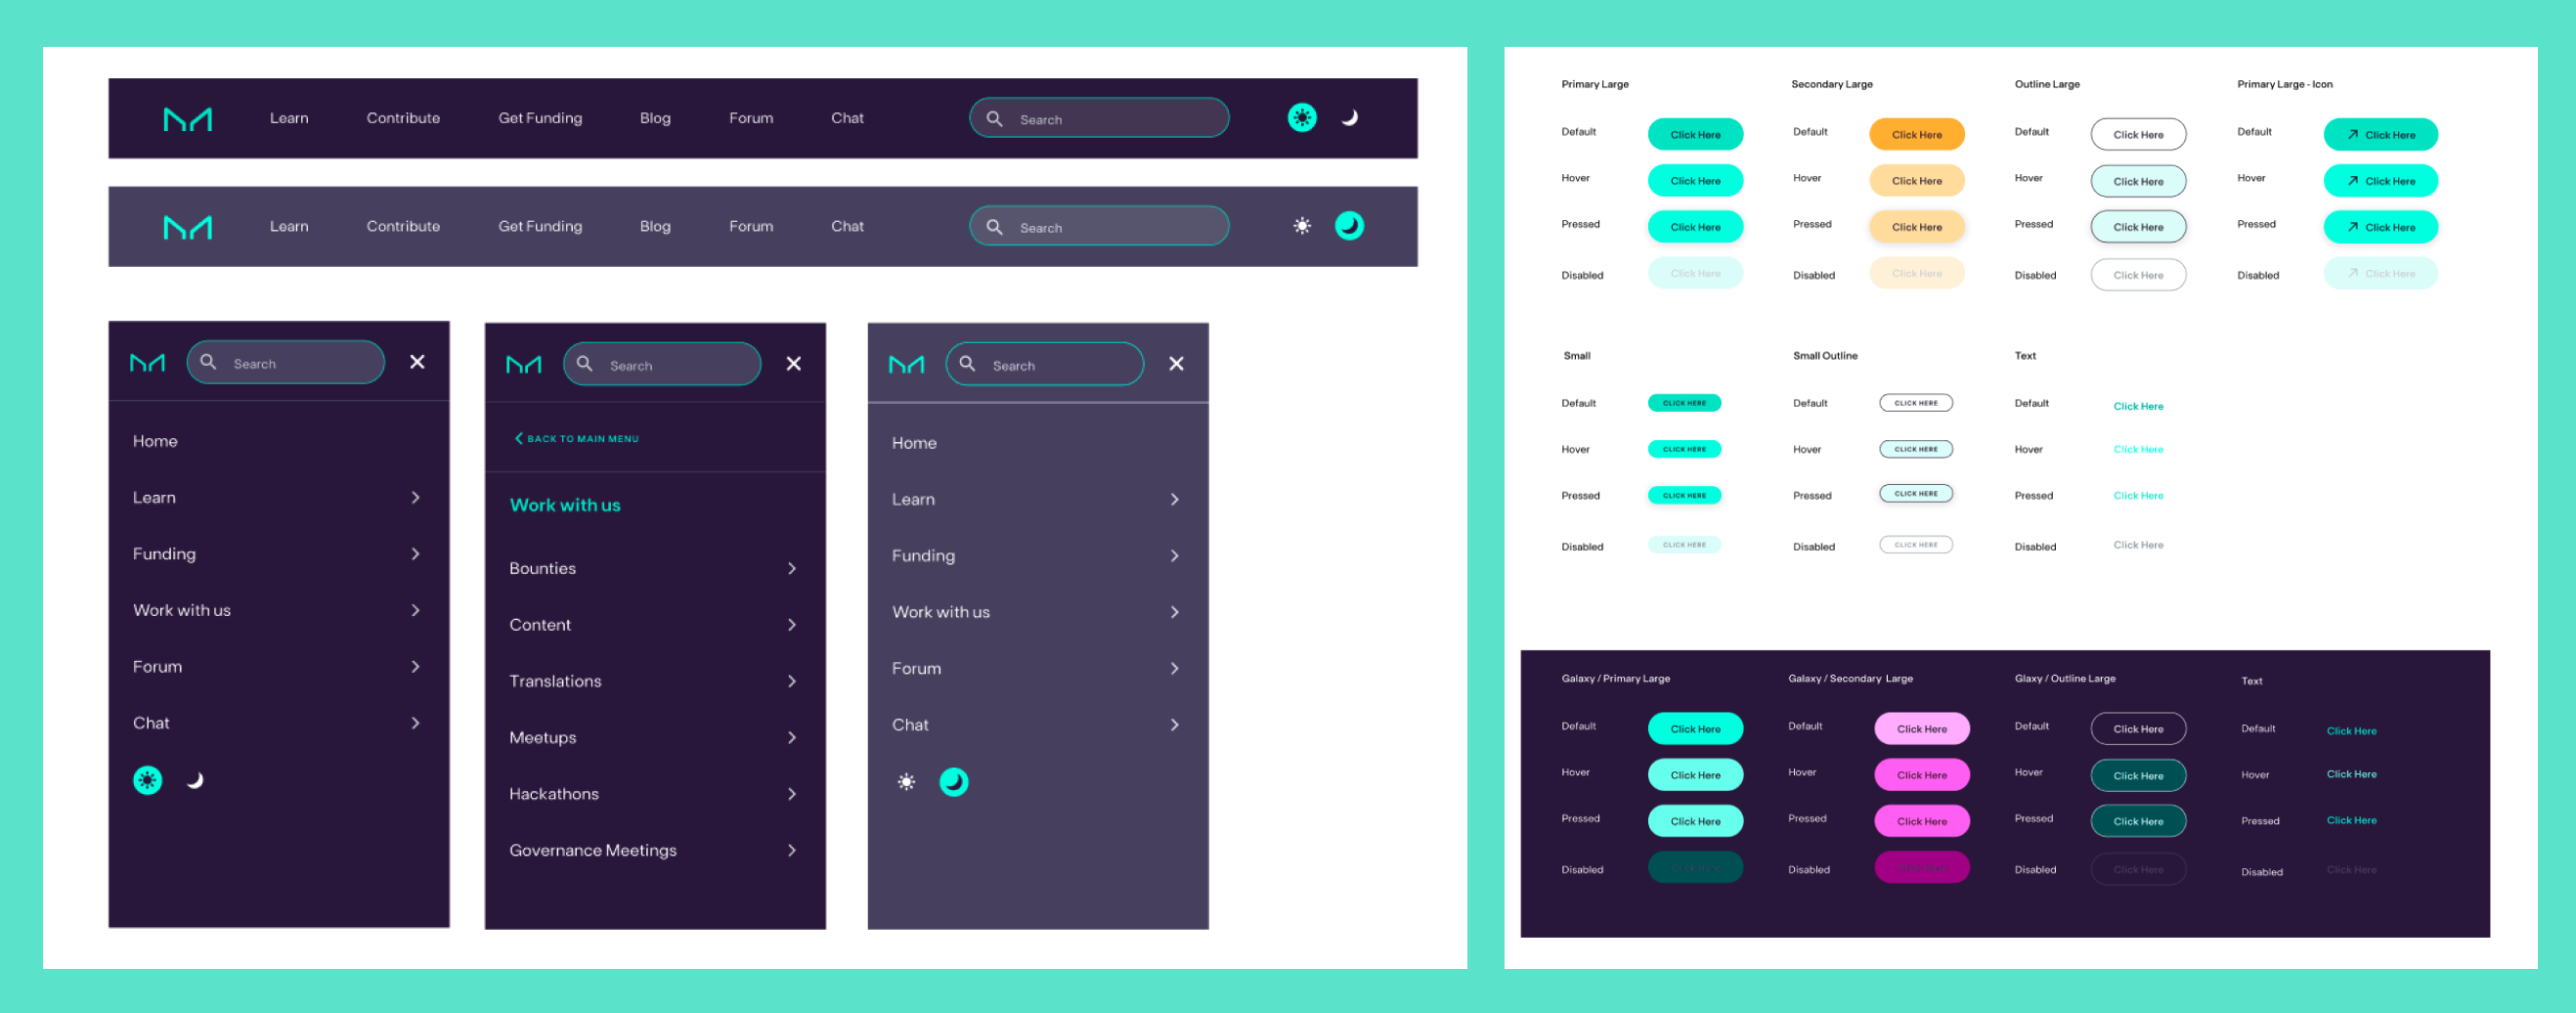 Learn Contribute Get Funding Blog Forum Chat Search
Learn Contribute Get Funding Blog Forum Chat Search
Search
Home
Learn
Funding
Work with us
Forum
Chat
Search
BACK TO MAIN MENU
Work with us
Bounties
Content
Translations
Meetups
Hackathons
Governance Meetings
Search
Home
Learn
Funding
Work with us
Forum
Chat
Primary Large Secondary Large Outline Large Primary Large - Icon
Default Click Here Default Click Here Default Click Here Default Click Here
Hover Click Here Hover Click Here Hover Click Here Hover Click Here
Pressed Click Here Pressed Click Here Pressed Click Here Pressed Click Here
Disabled Click Here Disabled Click Here Disabled Click Here Disabled Click Here
Small Small Outline Text
Default CLICK HERE Default CLICK HERE Default Click Here
Hover CLICK HERE Hover CLICK HERE Hover Click Here
Pressed CLICK HERE Pressed CLICK HERE Pressed Click Here
Disabled CLICK HERE Disabled CLICK HERE Disabled Click Here
Galaxy / Primary Large Galaxy / Secondary Large Glaxy / Outline Large Text
Default Click Here Default Click Here Default Click Here Default Click Here
Hover Click Here Hover Click Here Hover Click Here Hover Click Here
Pressed Click Here Pressed Click Here Pressed Click Here Pressed Click Here
Disabled Click Here Disabled Click Here Disabled Click Here Disabled Click Here